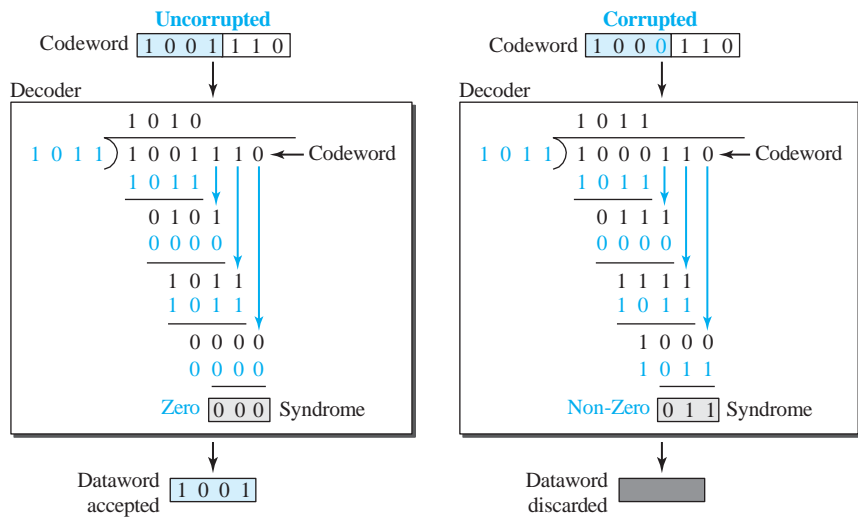 Uncorrupted
Codeword 1 0 0 1 1 1 0
Decoder
1 0 1 0
1 0 1 1 ) 1 0 0 1 1 1 0 Codeword
1 0 1 1
0 1 0 1
0 0 0 0
1 0 1 1
1 0 1 1
0 0 0 0
0 0 0 0
Zero 0 0 0 Syndrome
Dataword
accepted 1 0 0 1
Corrupted
Codeword 1 0 0 0 1 1 0
Decoder
1 0 1 1
1 0 1 1 ) 1 0 0 0 1 1 0 Codeword
1 0 1 1
0 1 1 1
0 0 0 0
1 1 1 1
1 0 1 1
1 0 0 0
1 0 1 1
Non-Zero 0 1 1 Syndrome
Dataword
discarded